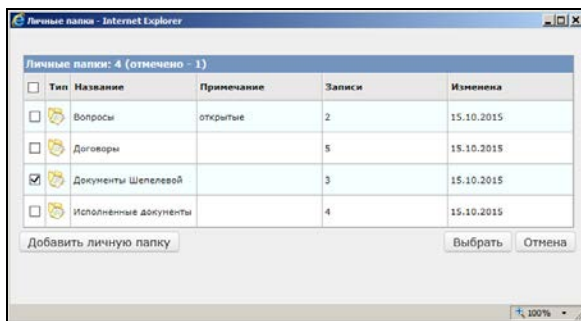 Личные папки - Internet Explorer
Личные папки: 4 (отмечено - 1)
Тип Название Примечание Записи Изменена
Вопросы открытые 2 15.10.2015
Договоры 5 15.10.2015
Документы Шепелевой 3 15.10.2015
Исполненные документы 4 15.10.2015
Добавить личную папку Выбрать Отмена
100%